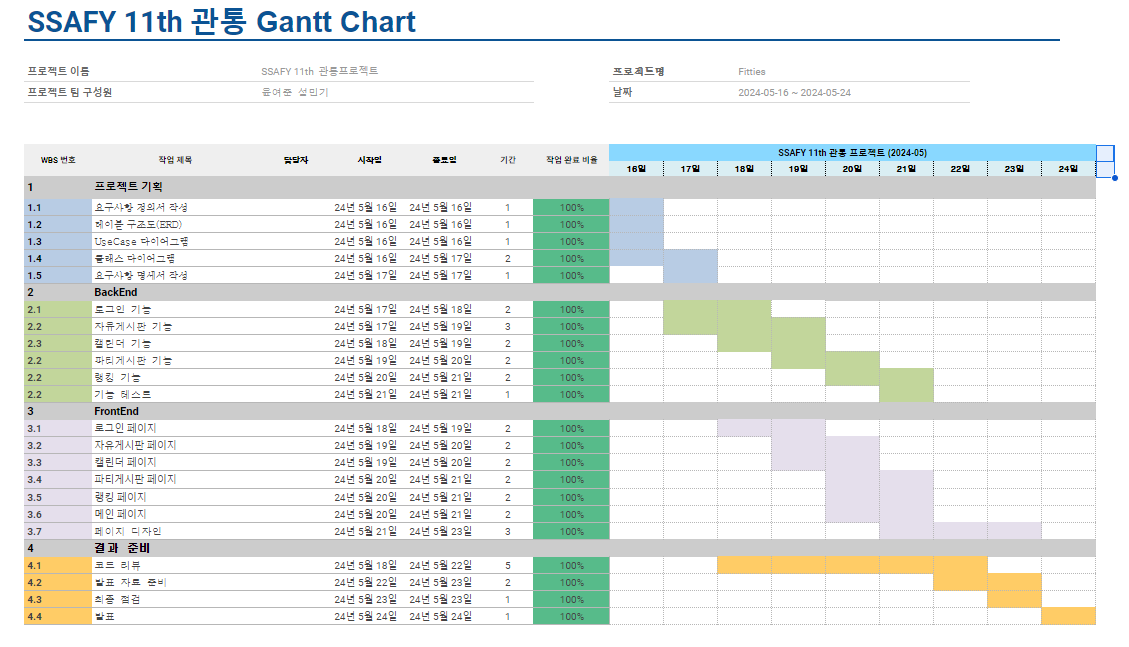 SSAFY 11th 관통 Gantt Chart
프로젝트 이름 SSAFY 11th 관통프로젝트 프로젝트명 Fitties
프로젝트 팀 구성원 윤여준 설민기 날짜 2024-05-16 ~ 2024-05-24
WBS 번호 작업 제목 담당자 시작일 종료일 기간 작업 완료 비율 SSAFY 11th 관통 프로젝트 (2024-05)
16일 17일 18일 19일 20일 21일 22일 23일 24일
1 프로젝트 기획
1.1 요구사항 정의서 작성 24년 5월 16일 24년 5월 16일 1 100%
1.2 테이블 구조도(ERD) 24년 5월 16일 24년 5월 16일 1 100%
1.3 UseCase 다이어그램 24년 5월 16일 24년 5월 16일 1 100%
1.4 클래스 다이어그램 24년 5월 16일 24년 5월 17일 2 100%
1.5 요구사항 명세서 작성 24년 5월 17일 24년 5월 17일 1 100%
2 BackEnd
2.1 로그인 기능 24년 5월 17일 24년 5월 18일 2 100%
2.2 자유게시판 기능 24년 5월 17일 24년 5월 19일 3 100%
2.3 캘린더 기능 24년 5월 18일 24년 5월 19일 2 100%
2.2 파티게시판 기능 24년 5월 19일 24년 5월 20일 2 100%
2.2 랭킹 기능 24년 5월 20일 24년 5월 21일 2 100%
2.2 기능 테스트 24년 5월 21일 24년 5월 21일 1 100%
3 FrontEnd
3.1 로그인 페이지 24년 5월 18일 24년 5월 19일 2 100%
3.2 자유게시판 페이지 24년 5월 19일 24년 5월 20일 2 100%
3.3 캘린더 페이지 24년 5월 19일 24년 5월 20일 2 100%
3.4 파티게시판 페이지 24년 5월 20일 24년 5월 21일 2 100%
3.5 랭킹 페이지 24년 5월 20일 24년 5월 21일 2 100%
3.6 메인 페이지 24년 5월 20일 24년 5월 21일 2 100%
3.7 페이지 디자인 24년 5월 21일 24년 5월 23일 3 100%
4 결과 준비
4.1 코드 리뷰 24년 5월 18일 24년 5월 22일 5 100%
4.2 발표 자료 준비 24년 5월 22일 24년 5월 23일 2 100%
4.3 최종 점검 24년 5월 23일 24년 5월 23일 1 100%
4.4 발표 24년 5월 24일 24년 5월 24일 1 100%